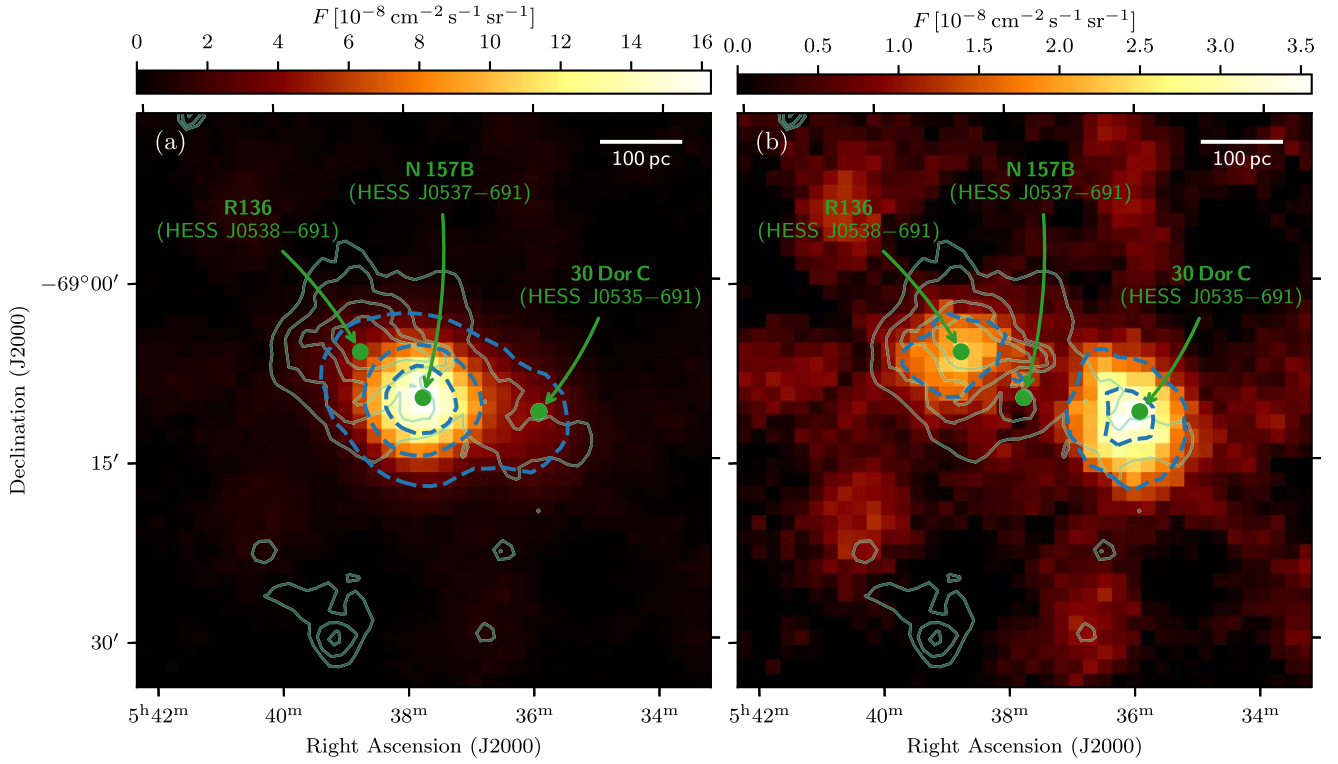 F [10⁻⁸ cm⁻² s⁻¹ sr⁻¹]
0 2 4 6 8 10 12 14 16
(a)
100 pc
N 157B
(HESS J0537−691)
R136
(HESS J0538−691)
30 Dor C
(HESS J0535−691)
−69° 00′
15′
30′
Declination (J2000)
5ʰ 42ᵐ 40ᵐ 38ᵐ 36ᵐ 34ᵐ
Right Ascension (J2000)
F [10⁻⁸ cm⁻² s⁻¹ sr⁻¹]
0.0 0.5 1.0 1.5 2.0 2.5 3.0 3.5
(b)
100 pc
N 157B
(HESS J0537−691)
R136
(HESS J0538−691)
30 Dor C
(HESS J0535−691)
5ʰ 42ᵐ 40ᵐ 38ᵐ 36ᵐ 34ᵐ
Right Ascension (J2000)